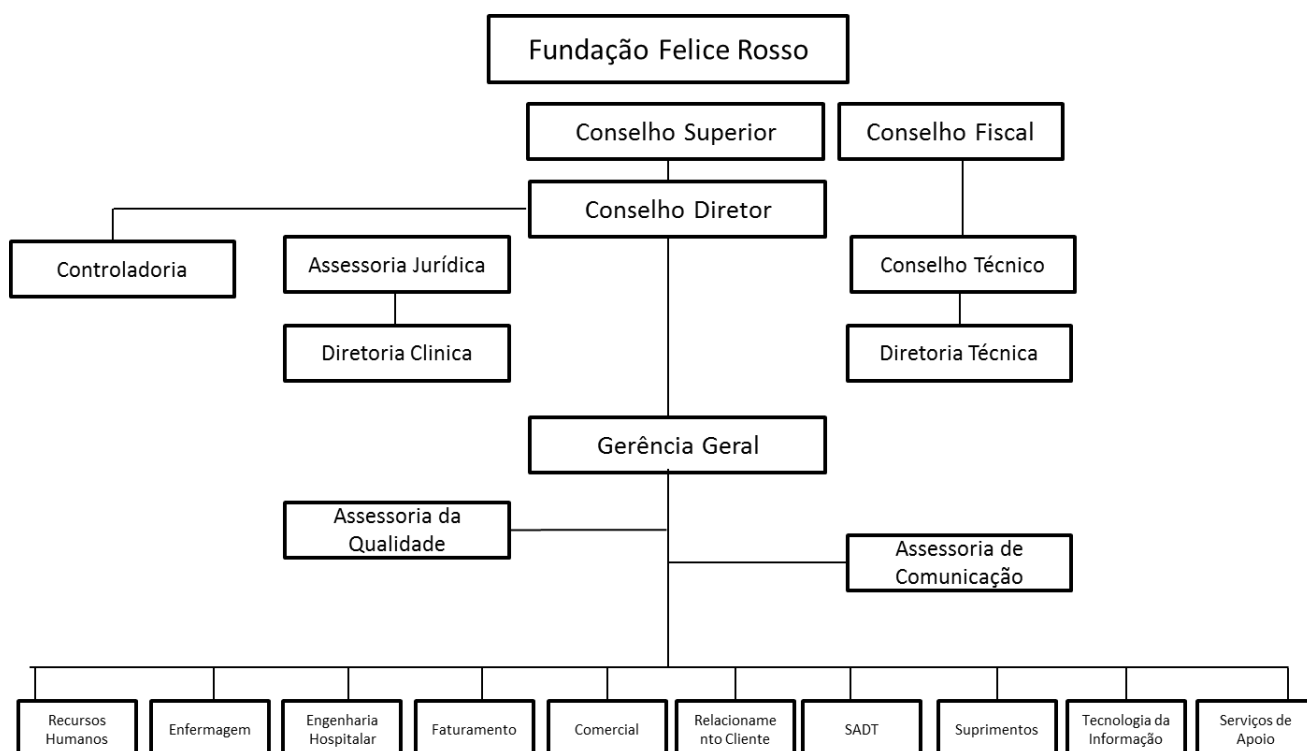 Fundação Felice Rosso
Conselho Superior
Conselho Fiscal
Conselho Diretor
Controladoria
Assessoria Jurídica
Conselho Técnico
Diretoria Clinica
Diretoria Técnica
Gerência Geral
Assessoria da
Qualidade
Assessoria de
Comunicação
Recursos
Humanos
Enfermagem
Engenharia
Hospitalar
Faturamento
Comercial
Relacioname
nto Cliente
SADT
Suprimentos
Tecnologia da
Informação
Serviços de
Apoio